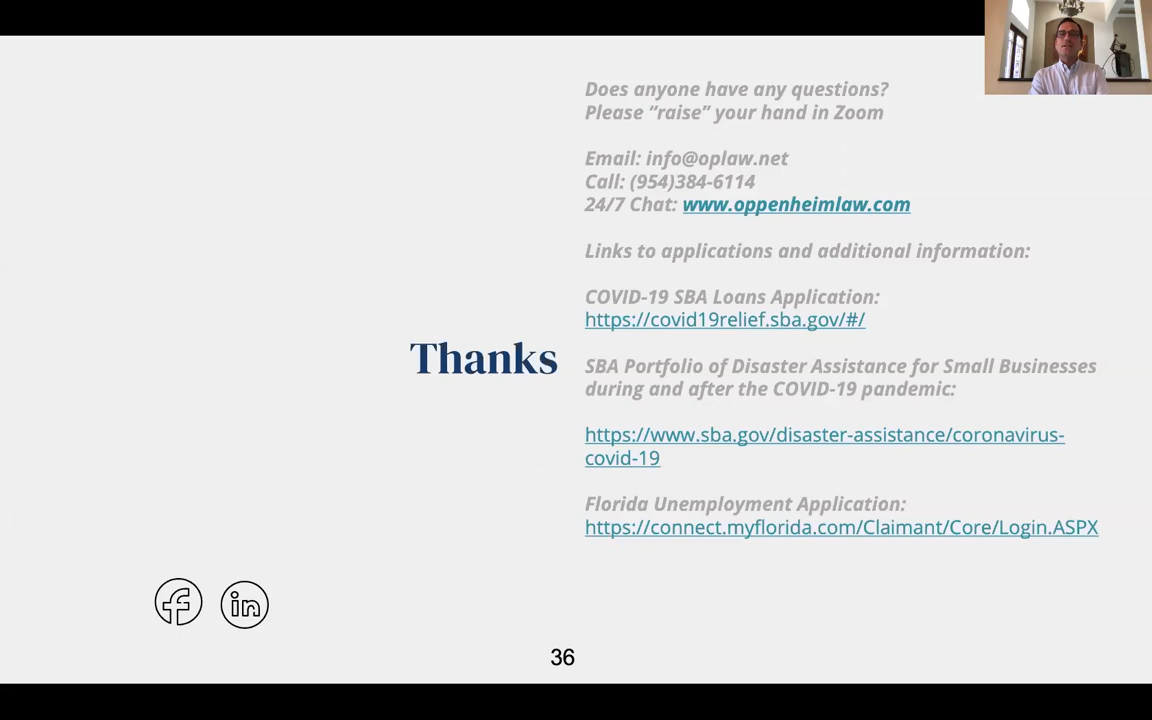 Does anyone have any questions?
Please “raise” your hand in Zoom
Email: info@oplaw.net
Call: (954)384-6114
24/7 Chat: www.oppenheimlaw.com
Links to applications and additional information:
COVID-19 SBA Loans Application:
https://covid19relief.sba.gov/#/
Thanks
SBA Portfolio of Disaster Assistance for Small Businesses
during and after the COVID-19 pandemic:
https://www.sba.gov/disaster-assistance/coronavirus-
covid-19
Florida Unemployment Application:
https://connect.myflorida.com/Claimant/Core/Login.ASPX
f in
36